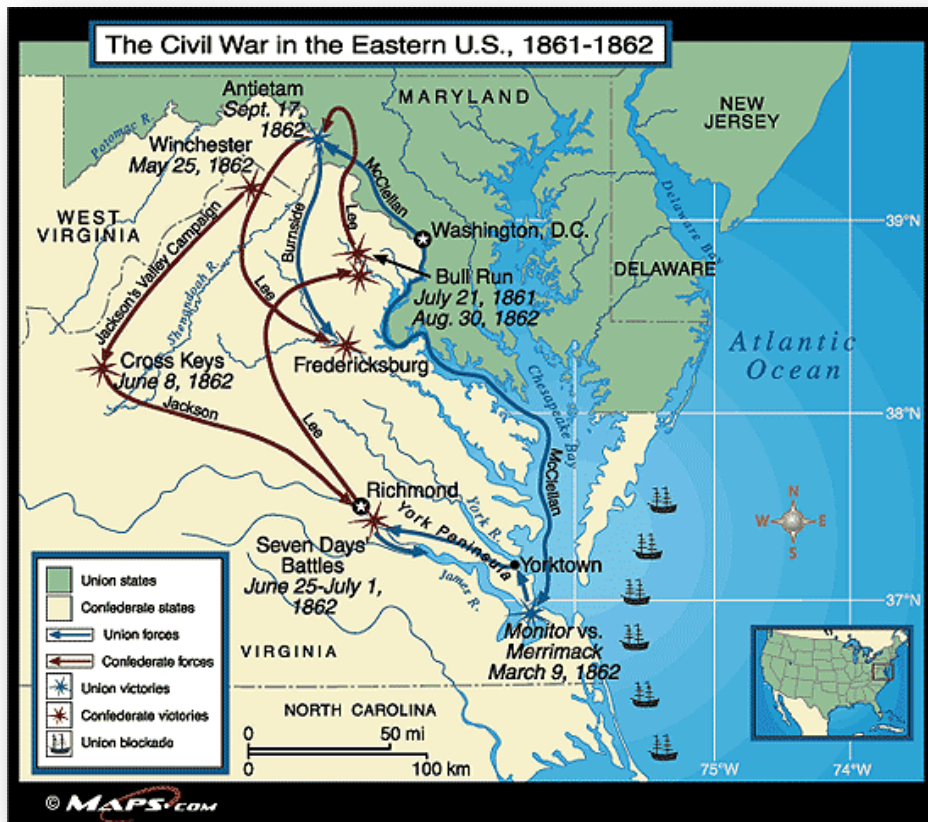 The Civil War in the Eastern U.S., 1861-1862
Antietam
Sept. 17,
1862
MARYLAND
NEW
JERSEY
Potomac R.
Winchester
May 25, 1862
McClellan
Delaware Bay
WEST
VIRGINIA
Burnside
Lee
Washington, D.C.
39°N
Jackson's Valley Campaign
Shenandoah R.
Bull Run
July 21, 1861
Aug. 30, 1862
DELAWARE
Lee
Atlantic
Ocean
Cross Keys
June 8, 1862
Fredericksburg
Chesapeake Bay
Jackson
Lee
38°N
McClellan
Richmond
York R.
York Peninsula
N
W E
S
Seven Days'
Battles
June 25-July 1,
1862
Yorktown
James R.
37°N
Monitor vs.
Merrimack
March 9, 1862
VIRGINIA
NORTH CAROLINA
0 50 mi
0 100 km
75°W 74°W
Union states
Confederate states
Union forces
Confederate forces
Union victories
Confederate victories
Union blockade
© MAPS.COM